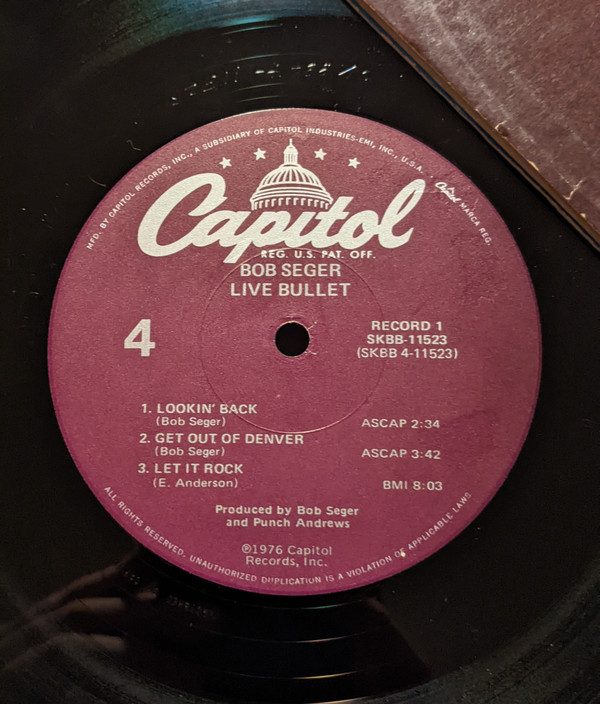 MFD. BY CAPITOL RECORDS, INC., A SUBSIDIARY OF CAPITOL INDUSTRIES-EMI, INC., U.S.A. • Capitol MARCA REG.
Capitol
REG. U.S. PAT. OFF.
BOB SEGER
LIVE BULLET
4
RECORD 1
SKBB-11523
(SKBB 4-11523)
1. LOOKIN' BACK
(Bob Seger) ASCAP 2:34
2. GET OUT OF DENVER
(Bob Seger) ASCAP 3:42
3. LET IT ROCK
(E. Anderson) BMI 8:03
Produced by Bob Seger
and Punch Andrews
℗1976 Capitol
Records, Inc.
ALL RIGHTS RESERVED. UNAUTHORIZED DUPLICATION IS A VIOLATION OF APPLICABLE LAWS